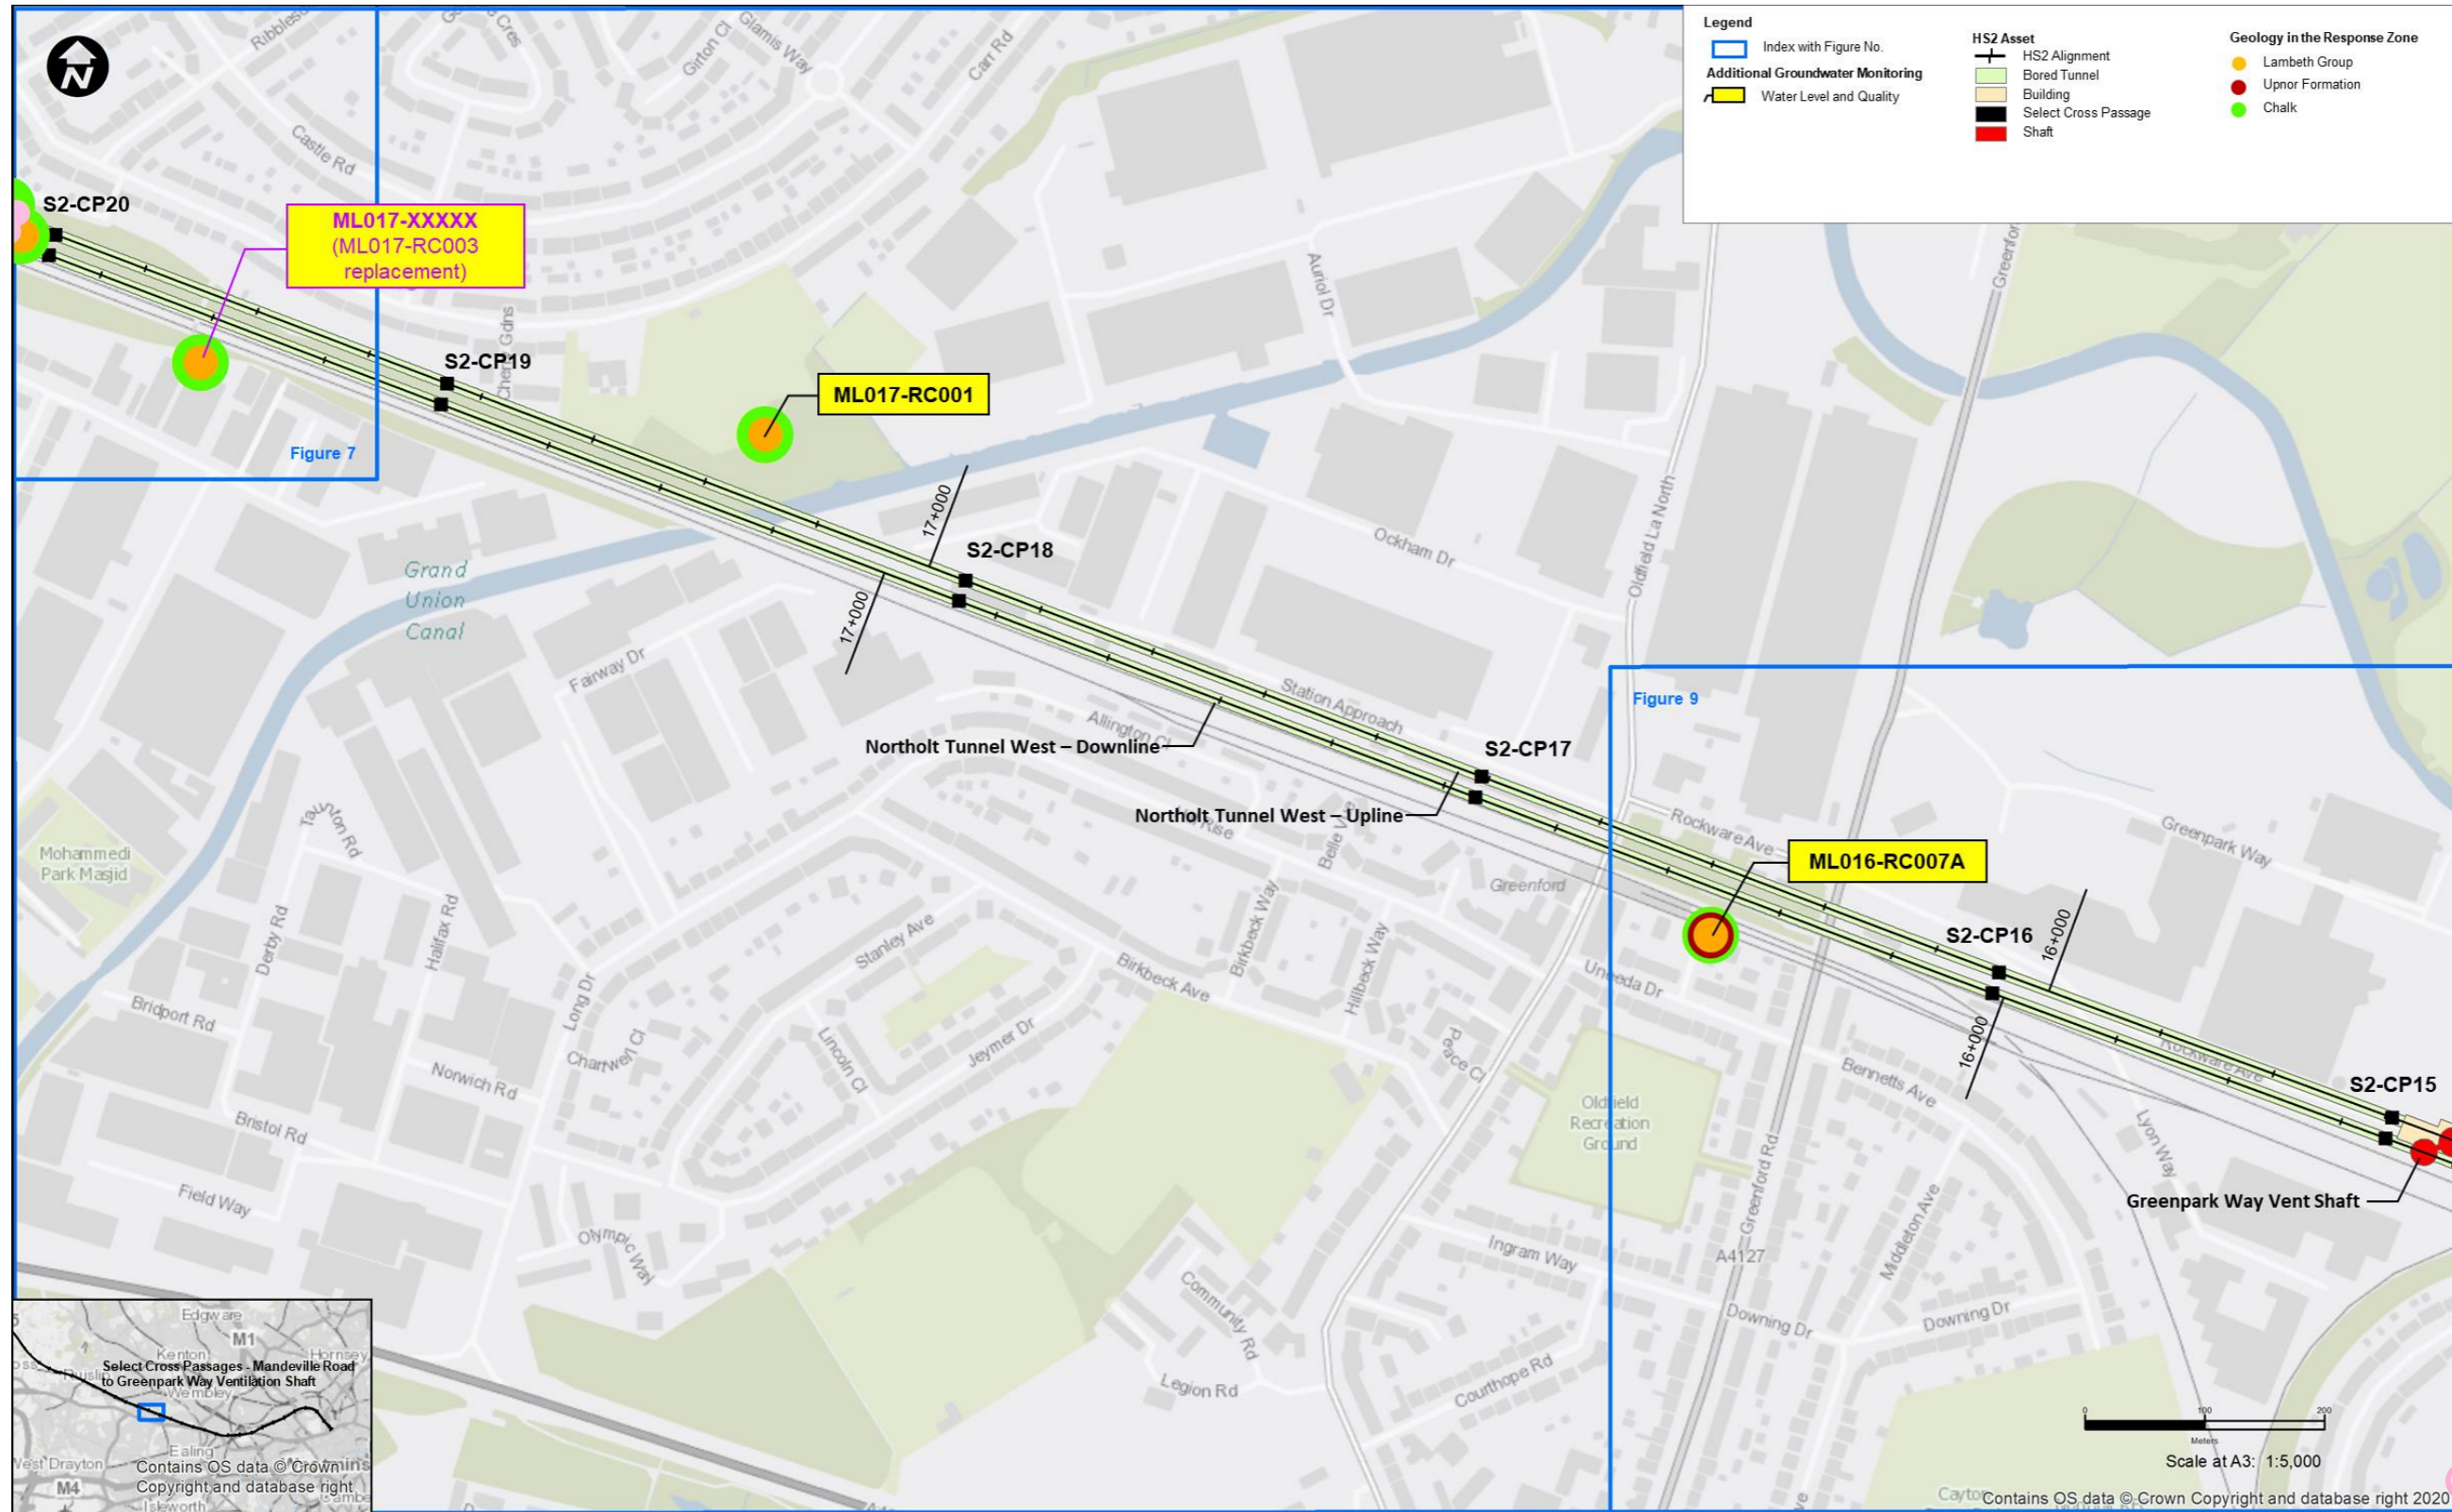 Legend
Index with Figure No.
Additional Groundwater Monitoring
Water Level and Quality
HS2 Asset
HS2 Alignment
Bored Tunnel
Building
Select Cross Passage
Shaft
Geology in the Response Zone
Lambeth Group
Upnor Formation
Chalk
N
Girton Cl
Glamis Way
Carr Rd
Castle Rd
S2-CP20
ML017-XXXXX
(ML017-RC003
replacement)
Auriol Dr
S2-CP19
Gdns
ML017-RC001
Figure 7
17+000
S2-CP18
Ockham Dr
Oldfield La North
Grand
Union
Canal
17+000
Fairway Dr
Station Approach
Figure 9
Allington Cl
Northolt Tunnel West – Downline
S2-CP17
Northolt Tunnel West – Upline
Rise
Rockware Ave
Greenpark Way
Taunton Rd
Mohammedi
Park Masjid
ML016-RC007A
Greenford
Birkbeck Way
Hillbeck Way
Derby Rd
Halifax Rd
Stanley Ave
S2-CP16
16+000
Birkbeck Ave
Uneeda Dr
Long Dr
Bridport Rd
Lincoln Cl
Jeymer Dr
Peace Cl
16+000
Rockware Ave
Chartwell Cl
Norwich Rd
Bennetts Ave
S2-CP15
Oldfield
Recreation
Ground
Bristol Rd
Lyon Way
Field Way
Greenford Rd
Greenpark Way Vent Shaft
Middleton Ave
Olympic Way
Ingram Way
A4127
Community Rd
Downing Dr
Downing Dr
Legion Rd
Courthope Rd
Edgware
M1
Kenton
Hornsey
Select Cross Passages - Mandeville Road
to Greenpark Way Ventilation Shaft
Wembley
Ealing
West Drayton
M4
Isleworth
Contains OS data © Crown
Copyright and database right
0 100 200
Meters
Scale at A3: 1:5,000
Contains OS data © Crown Copyright and database right 2020